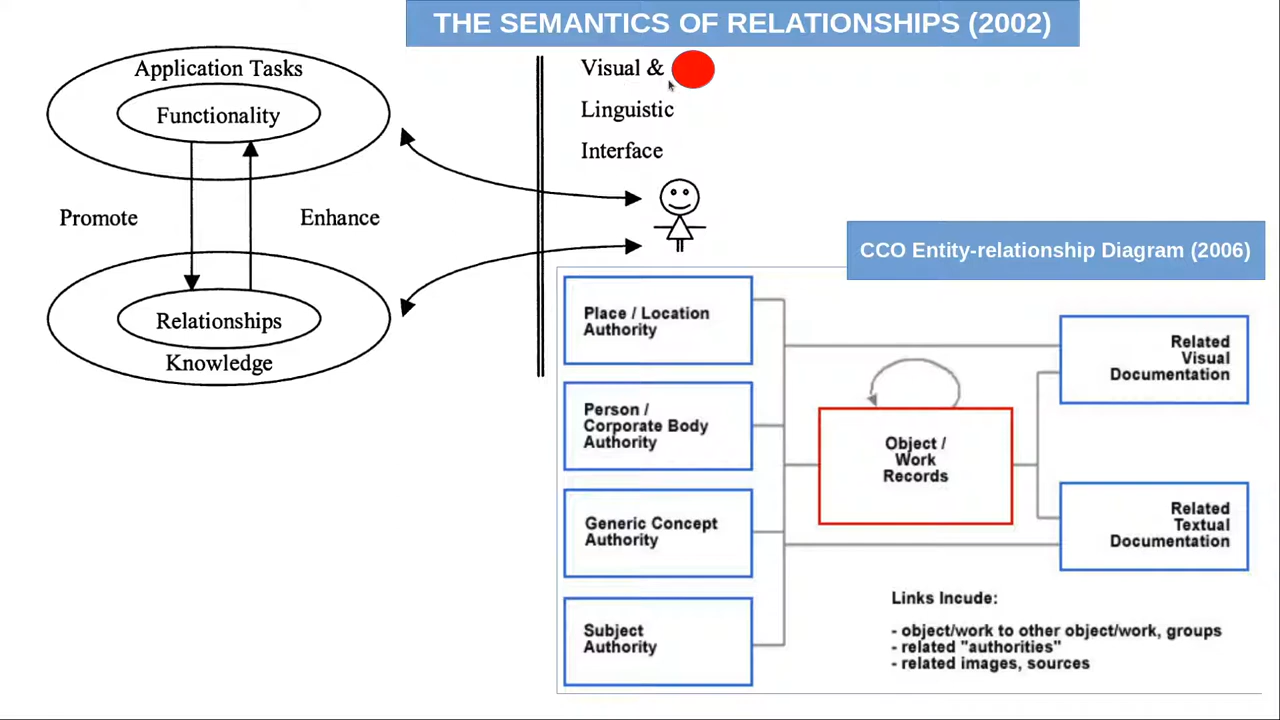 THE SEMANTICS OF RELATIONSHIPS (2002)
Application Tasks
Functionality
Promote
Enhance
Relationships
Knowledge
Visual &
Linguistic
Interface
CCO Entity-relationship Diagram (2006)
Place / Location
Authority
Person /
Corporate Body
Authority
Generic Concept
Authority
Subject
Authority
Object /
Work
Records
Related
Visual
Documentation
Related
Textual
Documentation
Links Incude:
- object/work to other object/work, groups
- related "authorities"
- related images, sources